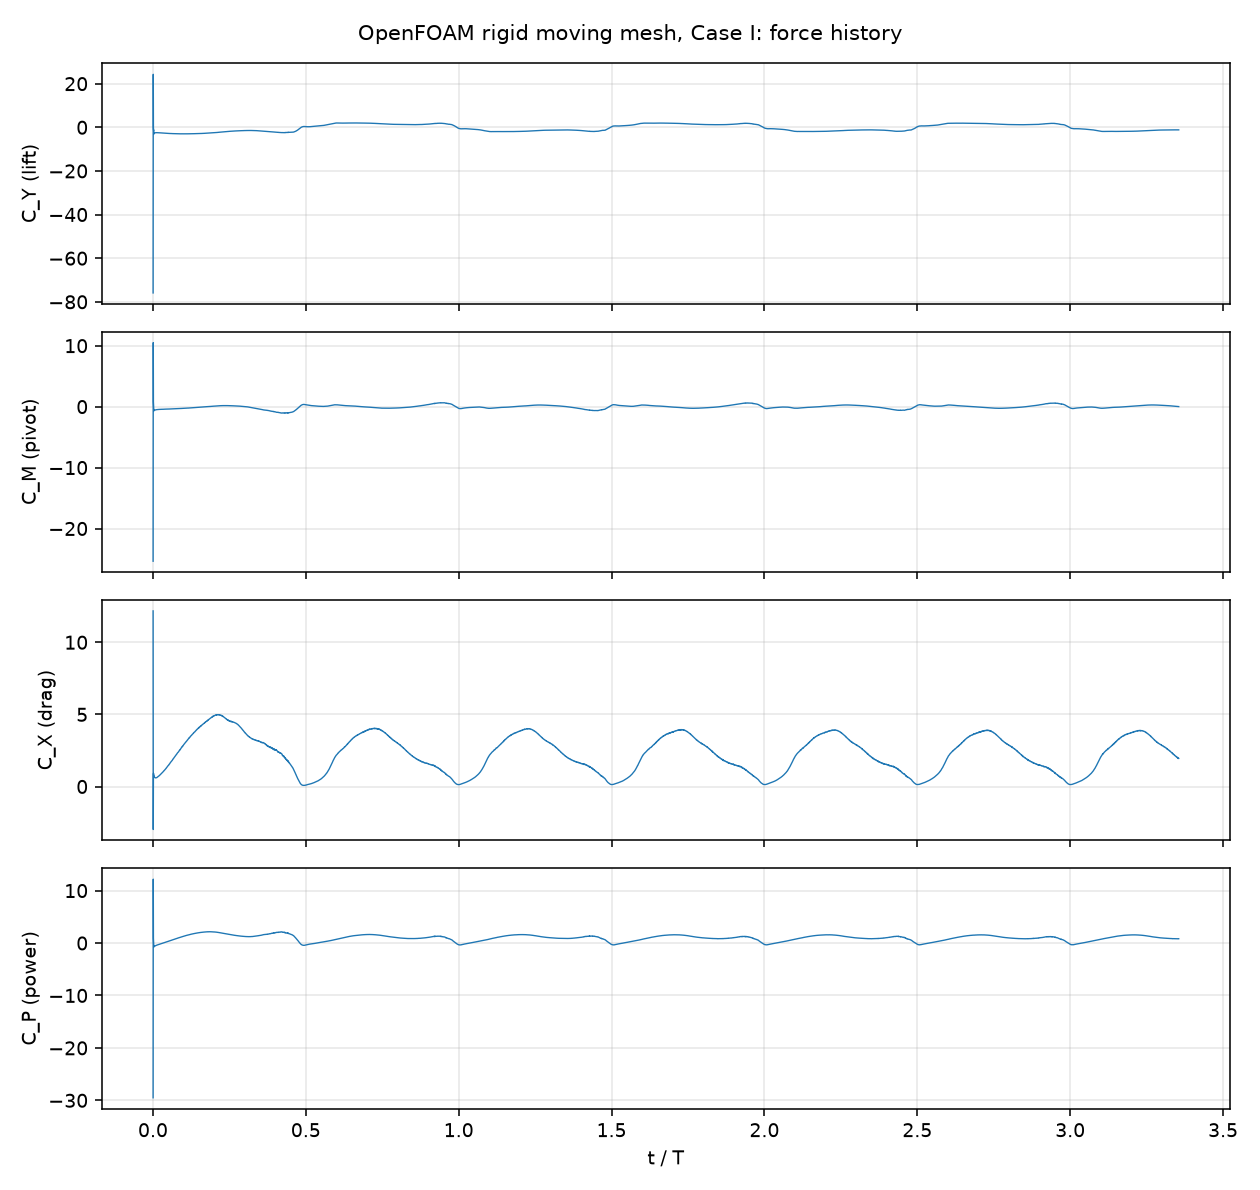 OpenFOAM rigid moving mesh, Case I: force history
20
0
−20
−40
−60
−80
C_Y (lift)
10
0
−10
−20
C_M (pivot)
10
5
0
C_X (drag)
10
0
−10
−20
−30
C_P (power)
0.0 0.5 1.0 1.5 2.0 2.5 3.0 3.5
t / T